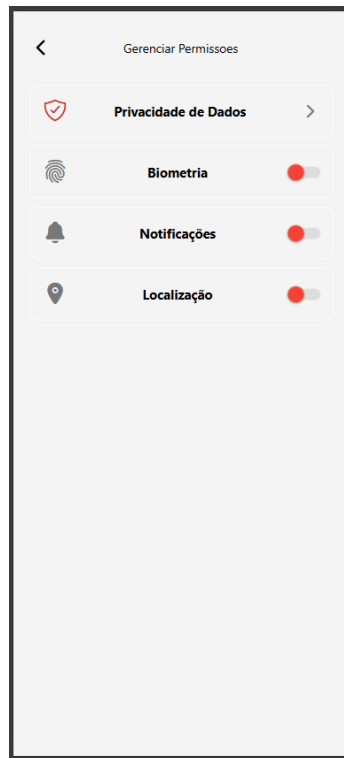 Gerenciar Permissoes
Privacidade de Dados
Biometria
Notificações
Localização